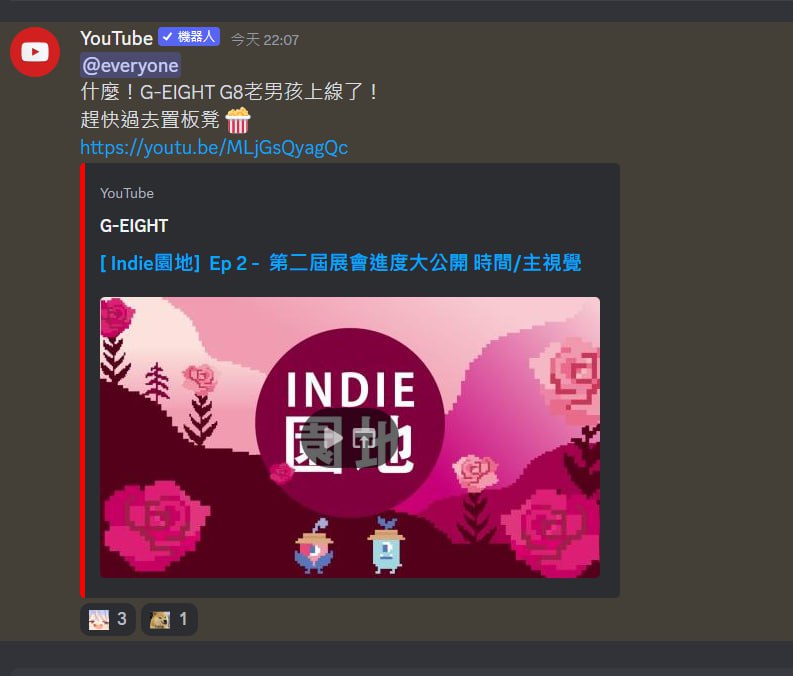 YouTube ✓ 機器人 今天 22:07
@everyone
什麼！G-EIGHT G8老男孩上線了！
趕快過去置板凳 🍿
https://youtu.be/MLjGsQyagQc
YouTube
G-EIGHT
[ Indie園地] Ep 2 - 第二屆展會進度大公開 時間/主視覺
INDIE
園地
3 1